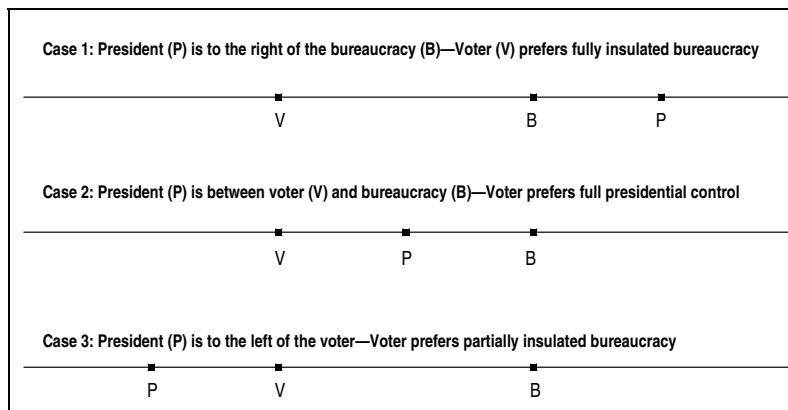 Case 1: President (P) is to the right of the bureaucracy (B)—Voter (V) prefers fully insulated bureaucracy
V B P
Case 2: President (P) is between voter (V) and bureaucracy (B)—Voter prefers full presidential control
V P B
Case 3: President (P) is to the left of the voter—Voter prefers partially insulated bureaucracy
P V B